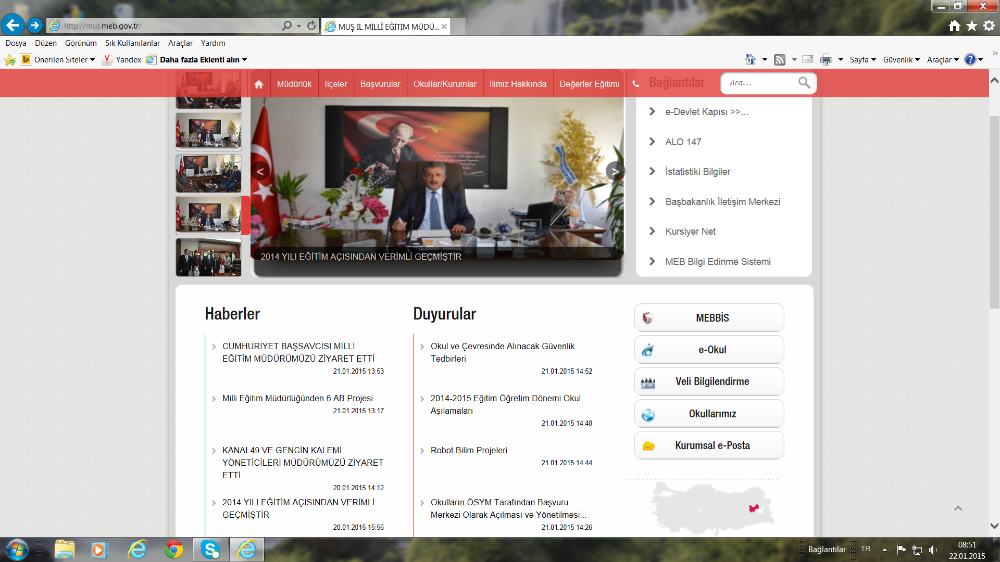 http://mus.meb.gov.tr/
MUŞ İL MİLLÎ EĞİTİM MÜDÜ...
Dosya Düzen Görünüm Sık Kullanılanlar Araçlar Yardım
Önerilen Siteler Yandex Daha fazla Eklenti alın
Sayfa Güvenlik Araçlar
Müdürlük İlçeler Başvurular Okullar/Kurumlar İlimiz Hakkında Değerler Eğitimi
Bağlantılar
Ara...
e-Devlet Kapısı >>...
ALO 147
İstatistiki Bilgiler
Başbakanlık İletişim Merkezi
Kursiyer Net
MEB Bilgi Edinme Sistemi
2014 YILI EĞİTİM AÇISINDAN VERİMLİ GEÇMİŞTİR
Haberler
CUMHURİYET BAŞSAVCISI MİLLİ
EĞİTİM MÜDÜRÜMÜZÜ ZİYARET ETTİ
21.01.2015 13:53
Milli Eğitim Müdürlüğünden 6 AB Projesi
21.01.2015 13:17
KANAL49 VE GENCİN KALEMİ
YÖNETİCİLERİ MÜDÜRÜMÜZÜ ZİYARET
ETTİ.
20.01.2015 14:12
2014 YILI EĞİTİM AÇISINDAN VERİMLİ
GEÇMİŞTİR
20.01.2015 15:56
Duyurular
Okul ve Çevresinde Alınacak Güvenlik
Tedbirleri
21.01.2015 14:52
2014-2015 Eğitim Öğretim Dönemi Okul
Aşılamaları
21.01.2015 14:48
Robot Bilim Projeleri
21.01.2015 14:44
Okulların ÖSYM Tarafından Başvuru
Merkezi Olarak Açılması ve Yönetilmesi...
21.01.2015 14:26
MEBBİS
e-Okul
Veli Bilgilendirme
Okullarımız
Kurumsal e-Posta
Bağlantılar TR
08:51
22.01.2015